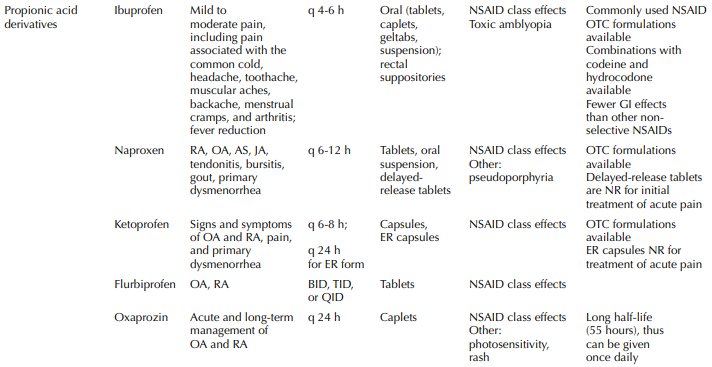 Propionic acid derivatives Ibuprofen Mild to moderate pain, including pain associated with the common cold, headache, toothache, muscular aches, backache, menstrual cramps, and arthritis; fever reduction q 4-6 h Oral (tablets, caplets, geltabs, suspension); rectal suppositories NSAID class effects Toxic amblyopia Commonly used NSAID OTC formulations available Combinations with codeine and hydrocodone available Fewer GI effects than other non-selective NSAIDs
Naproxen RA, OA, AS, JA, tendonitis, bursitis, gout, primary dysmenorrhea q 6-12 h Tablets, oral suspension, delayed-release tablets NSAID class effects Other: pseudoporphyria OTC formulations available Delayed-release tablets are NR for initial treatment of acute pain
Ketoprofen Signs and symptoms of OA and RA, pain, and primary dysmenorrhea q 6-8 h; q 24 h for ER form Capsules, ER capsules NSAID class effects OTC formulations available ER capsules NR for treatment of acute pain
Flurbiprofen OA, RA BID, TID, or QID Tablets NSAID class effects
Oxaprozin Acute and long-term management of OA and RA q 24 h Caplets NSAID class effects Other: photosensitivity, rash Long half-life (55 hours), thus can be given once daily